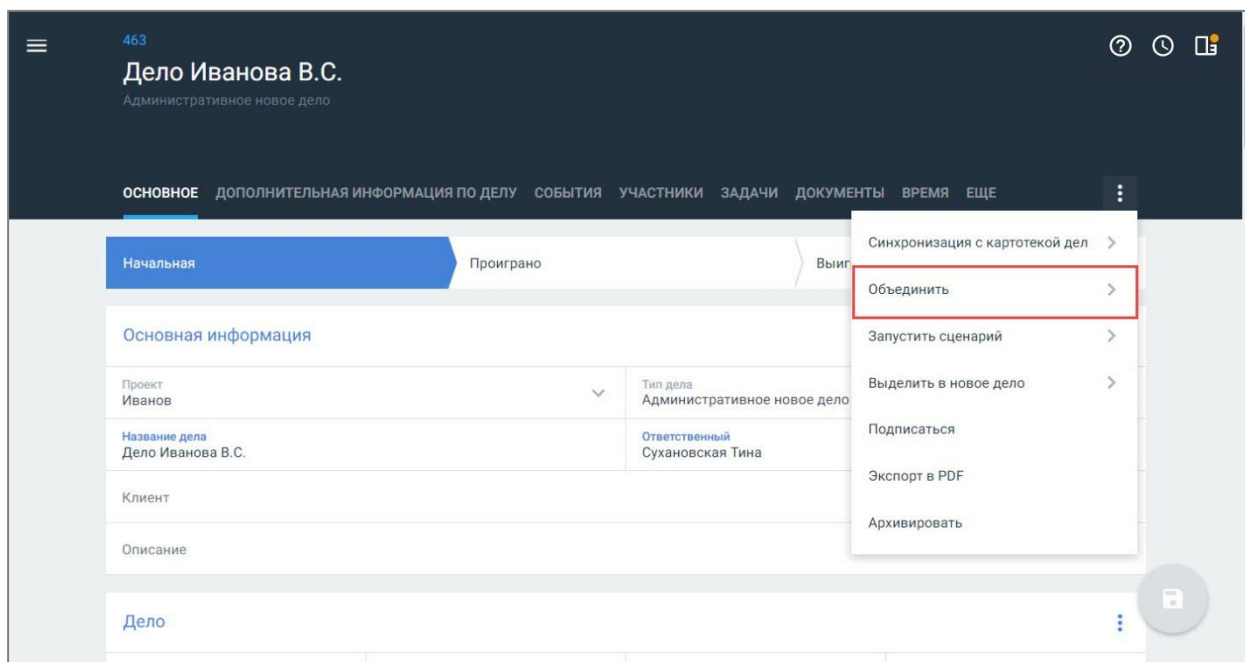 463
Дело Иванова В.С.
Административное новое дело
ОСНОВНОЕ ДОПОЛНИТЕЛЬНАЯ ИНФОРМАЦИЯ ПО ДЕЛУ СОБЫТИЯ УЧАСТНИКИ ЗАДАЧИ ДОКУМЕНТЫ ВРЕМЯ ЕЩЕ
Начальная
Проиграно
Выиг
Синхронизация с картотекой дел
Объединить
Запустить сценарий
Выделить в новое дело
Подписаться
Экспорт в PDF
Архивировать
Основная информация
Проект
Иванов
Тип дела
Административное новое дело
Название дела
Дело Иванова В.С.
Ответственный
Сухановская Тина
Клиент
Описание
Дело